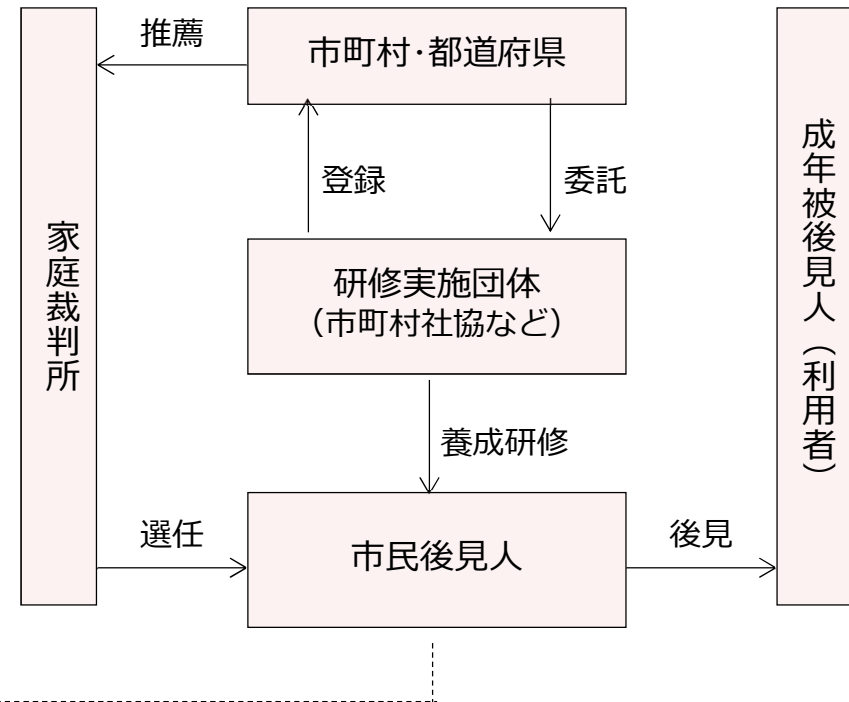 推薦
市町村･都道府県
登録
委託
家庭裁判所
研修実施団体
（市町村社協など）
成年被後見人（利用者）
養成研修
選任
市民後見人
後見